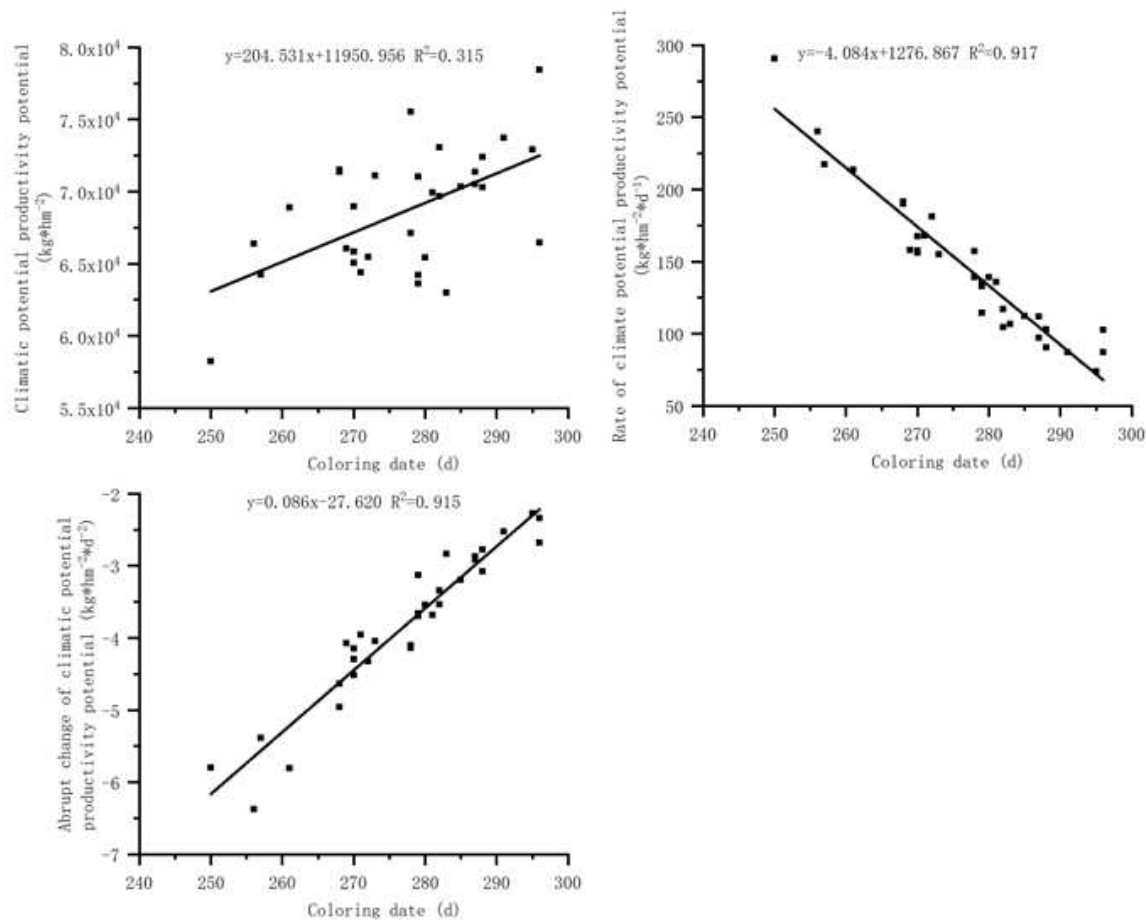 y=204.531x+11950.956 R²=0.315
8.0x10⁴
7.5x10⁴
7.0x10⁴
6.5x10⁴
6.0x10⁴
5.5x10⁴
Climatic potential productivity potential
(kg*hm⁻²)
240 250 260 270 280 290 300
Coloring date (d)
y=-4.084x+1276.867 R²=0.917
300
250
200
150
100
50
Rate of climate potential productivity potential
(kg*hm⁻²*d⁻¹)
240 250 260 270 280 290 300
Coloring date (d)
y=0.086x-27.620 R²=0.915
-2
-3
-4
-5
-6
-7
Abrupt change of climatic potential
productivity potential (kg*hm⁻²*d⁻²)
240 250 260 270 280 290 300
Coloring date (d)